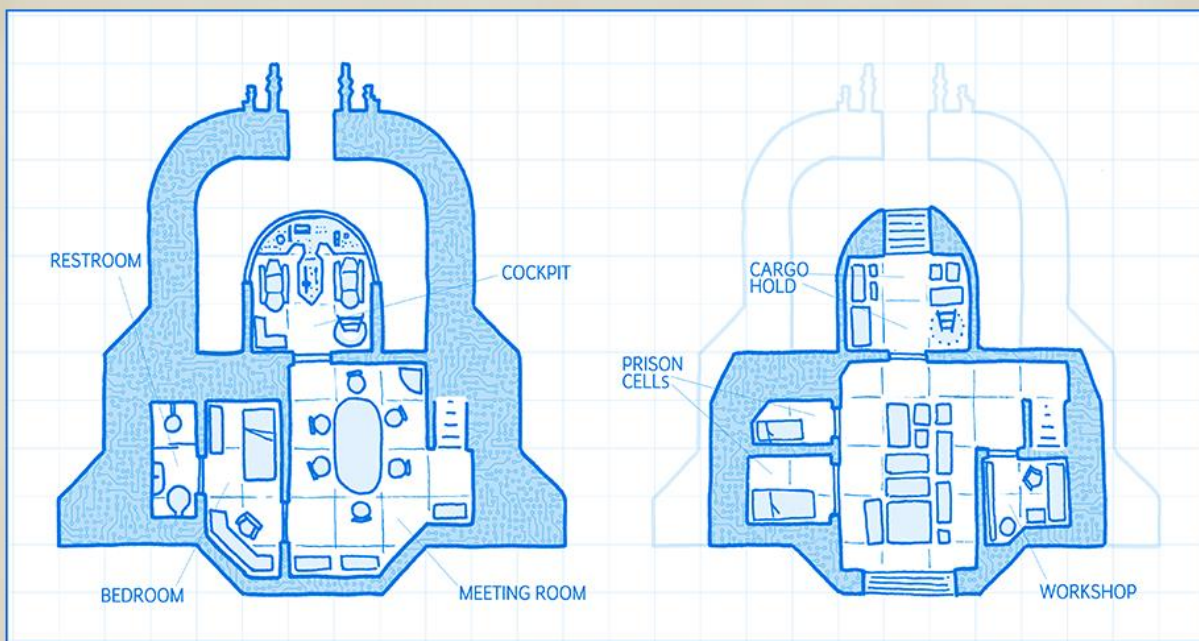 RESTROOM
COCKPIT
BEDROOM
MEETING ROOM
CARGO
HOLD
PRISON
CELLs
WORKSHOP